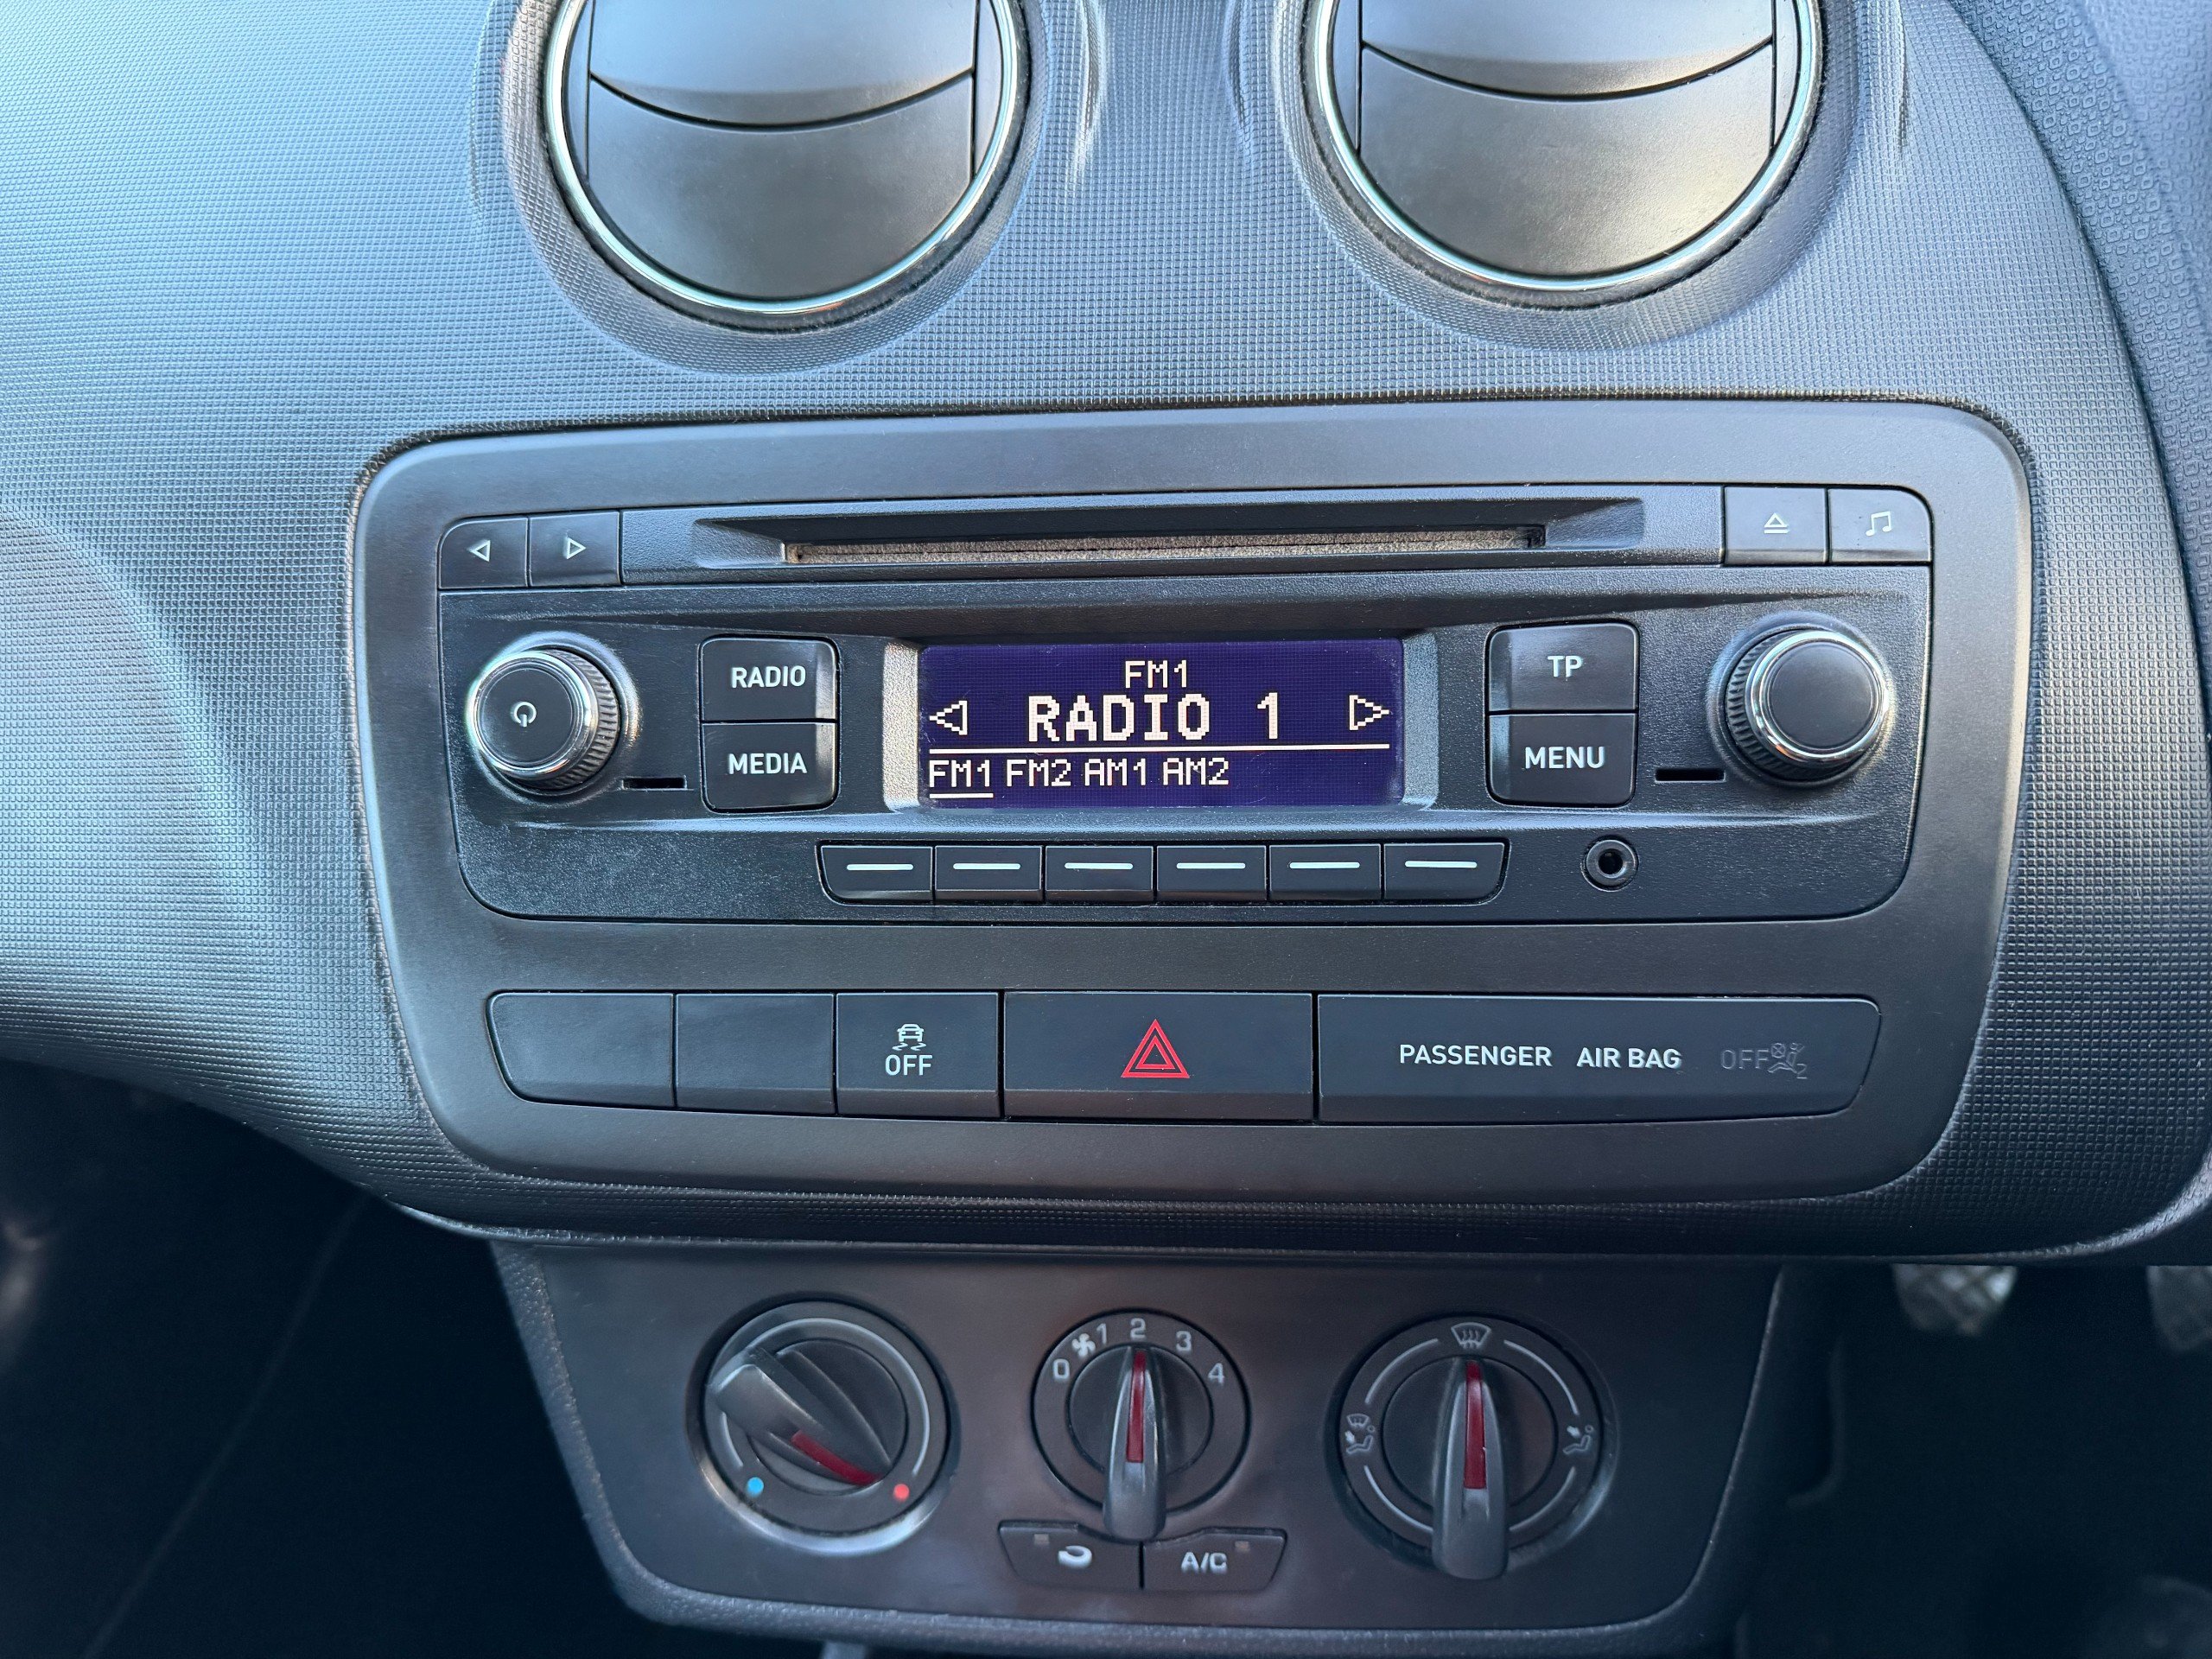 RADIO
MEDIA
FM1
RADIO 1
FM1 FM2 AM1 AM2
TP
MENU
OFF
PASSENGER AIR BAG OFF
2
0 1 2 3 4
A/C